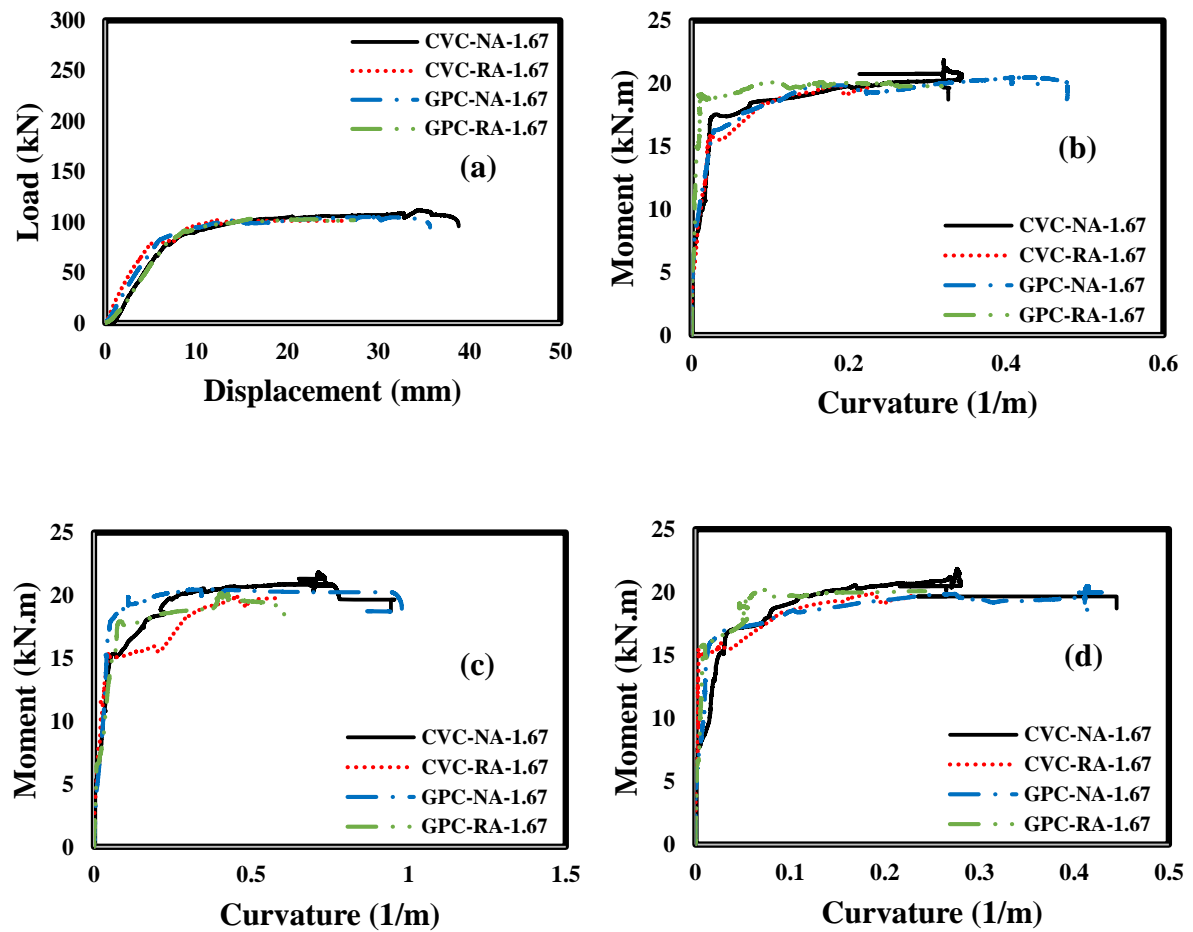 300
250
200
150
100
50
0
Load (kN)
CVC-NA-1.67
CVC-RA-1.67
GPC-NA-1.67
GPC-RA-1.67
(a)
0 10 20 30 40 50
Displacement (mm)
25
20
15
10
5
0
Moment (kN.m)
(b)
CVC-NA-1.67
CVC-RA-1.67
GPC-NA-1.67
GPC-RA-1.67
0 0.2 0.4 0.6
Curvature (1/m)
25
20
15
10
5
0
Moment (kN.m)
(c)
CVC-NA-1.67
CVC-RA-1.67
GPC-NA-1.67
GPC-RA-1.67
0 0.5 1 1.5
Curvature (1/m)
25
20
15
10
5
0
Moment (kN.m)
(d)
CVC-NA-1.67
CVC-RA-1.67
GPC-NA-1.67
GPC-RA-1.67
0 0.1 0.2 0.3 0.4 0.5
Curvature (1/m)